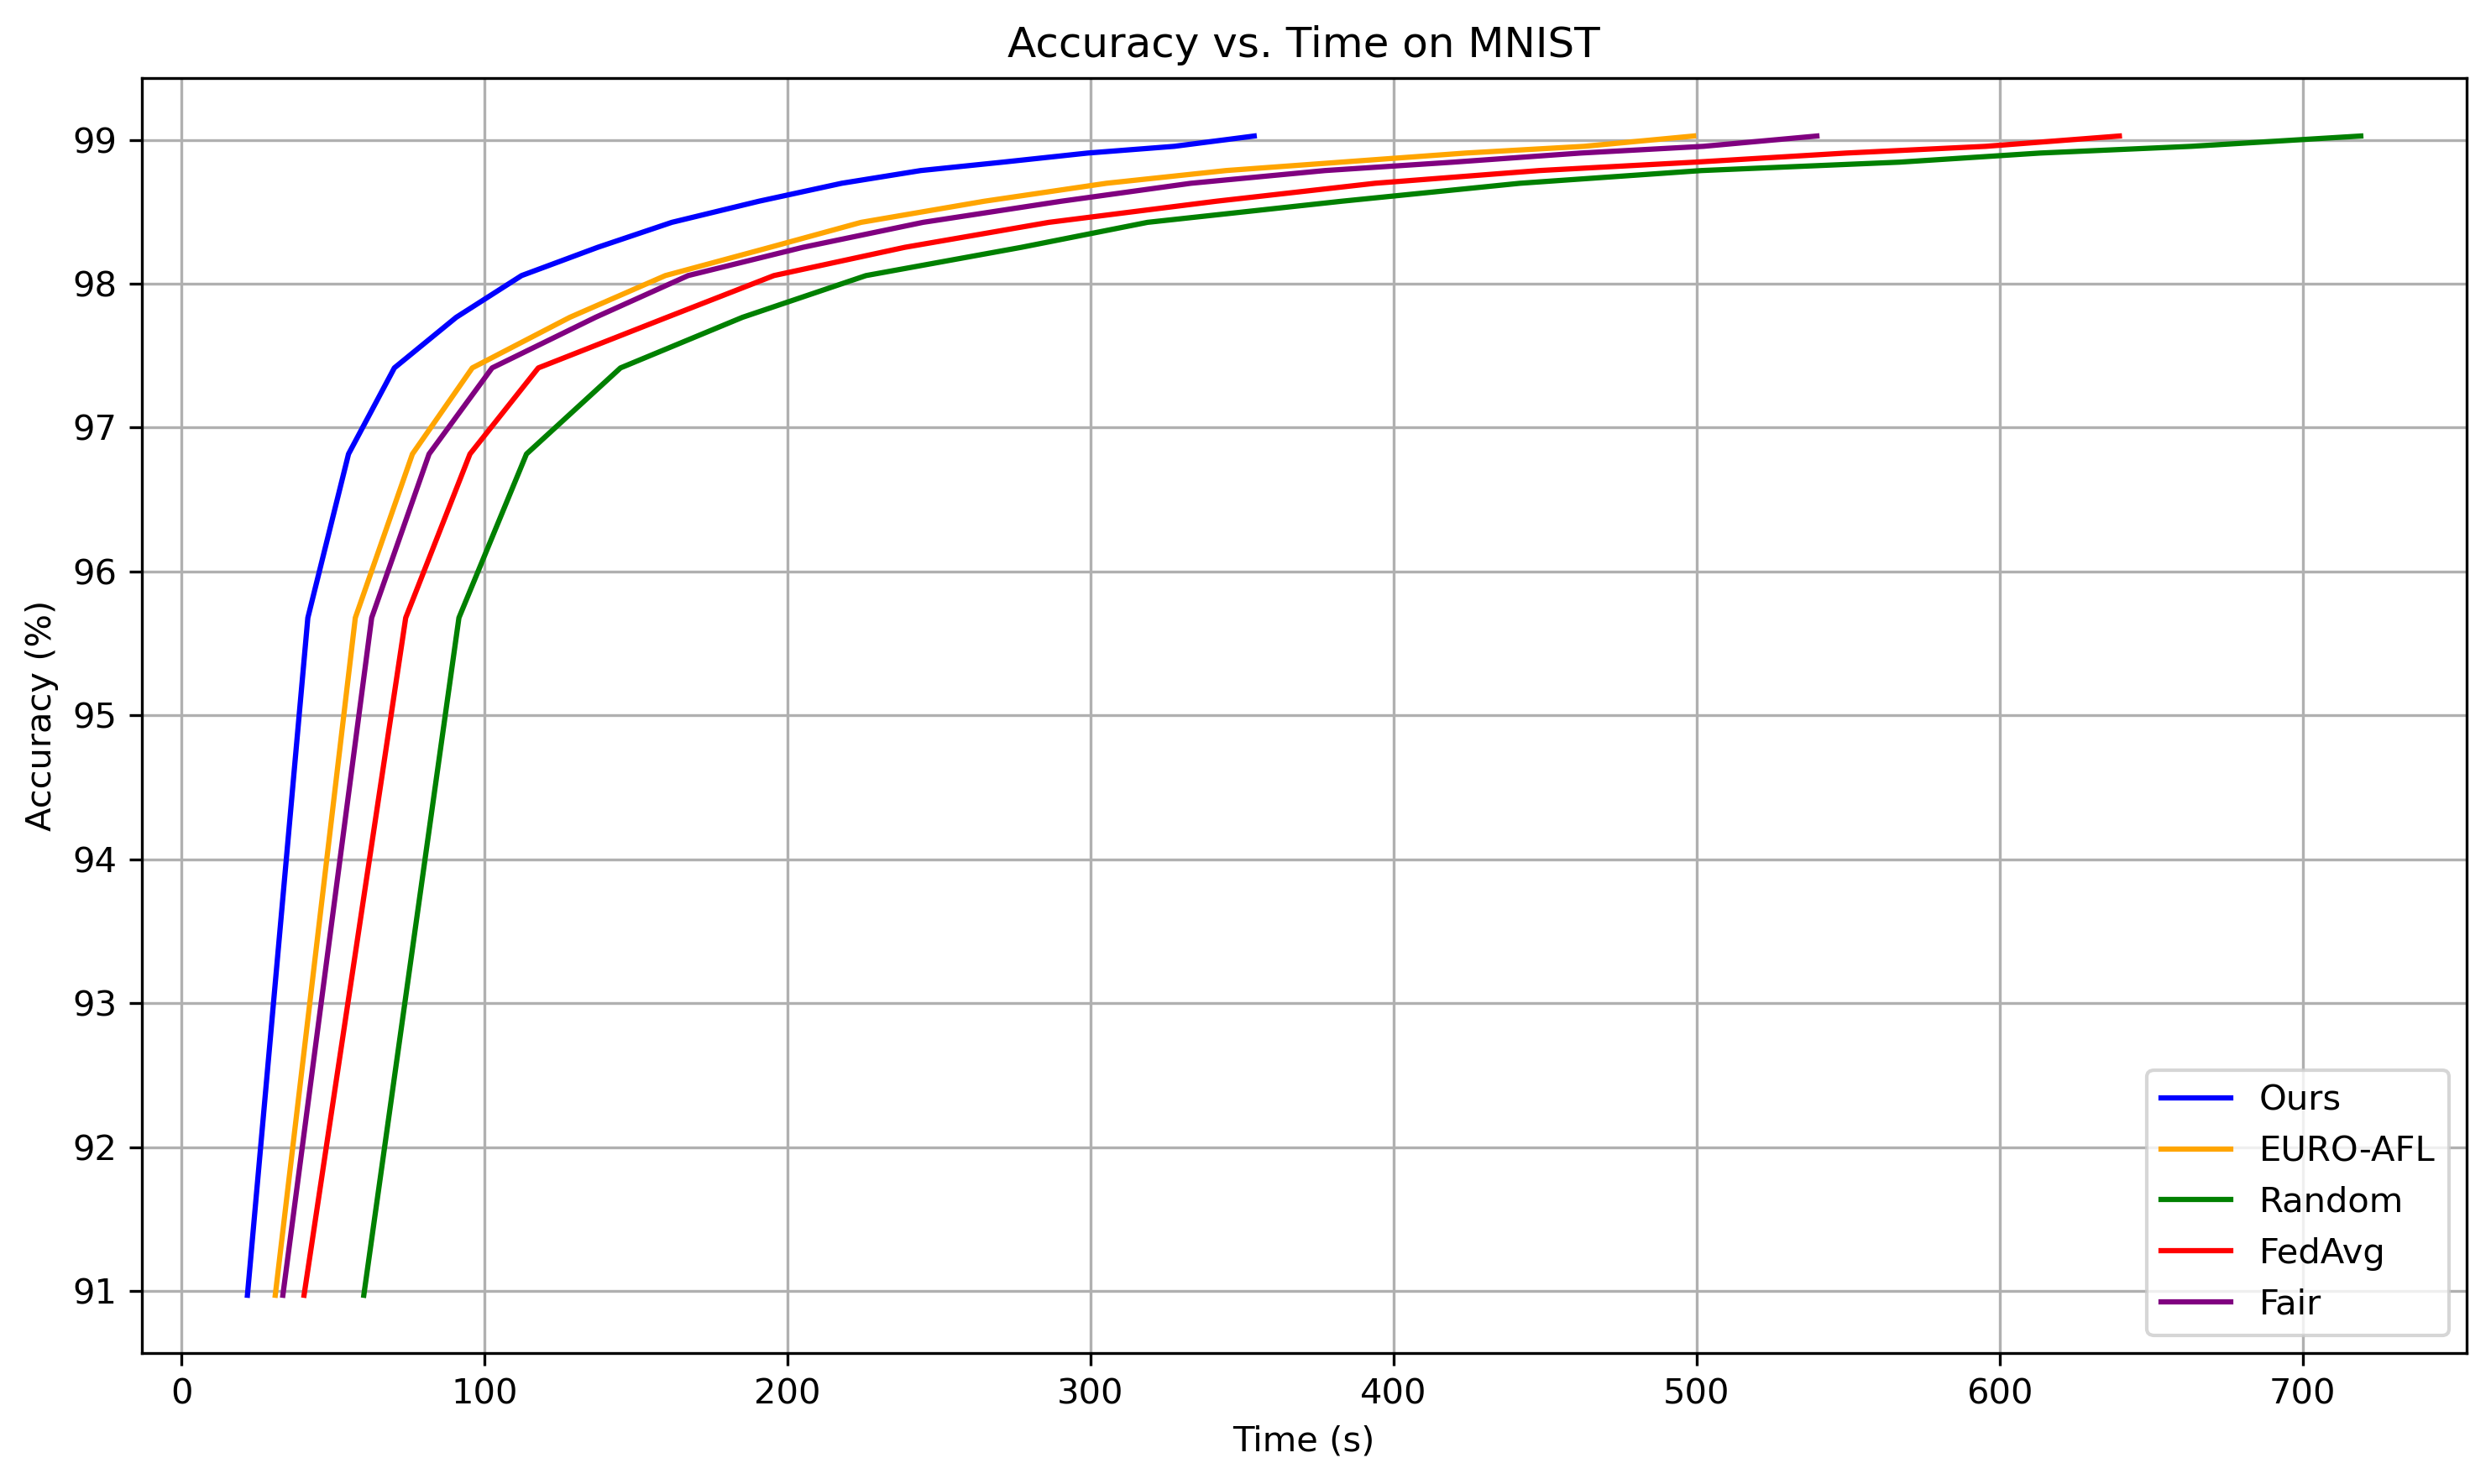 Accuracy vs. Time on MNIST
Accuracy (%)
99
98
97
96
95
94
93
92
91
0 100 200 300 400 500 600 700
Time (s)
Ours
EURO-AFL
Random
FedAvg
Fair